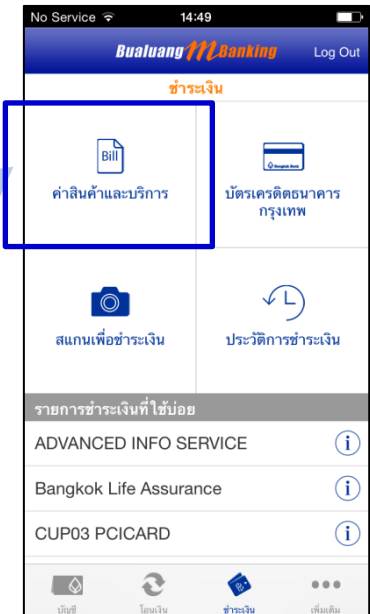 No Service 14:49
Bualuang mBanking Log Out
ชำระเงิน
Bill
ค่าสินค้าและบริการ
Bangkok Bank
บัตรเครดิตธนาคาร
กรุงเทพ
สแกนเพื่อชำระเงิน
ประวัติการชำระเงิน
รายการชำระเงินที่ใช้บ่อย
ADVANCED INFO SERVICE i
Bangkok Life Assurance i
CUP03 PCICARD i
บัญชี โอนเงิน ชำระเงิน เพิ่มเติม